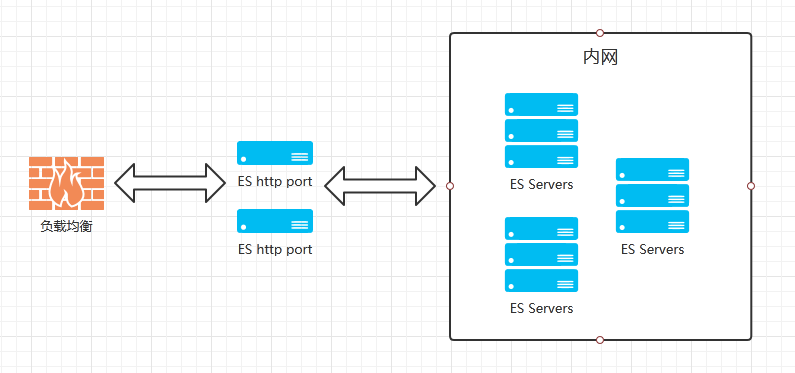 负载均衡
ES http port
ES http port
内网
ES Servers
ES Servers
ES Servers